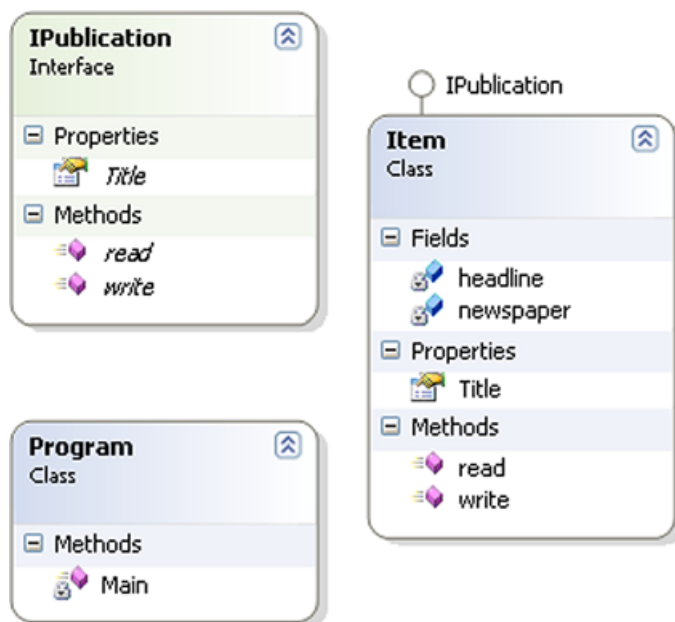 IPublication
Interface
Properties
Title
Methods
read
write
IPublication
Item
Class
Fields
headline
newspaper
Properties
Title
Methods
read
write
Program
Class
Methods
Main